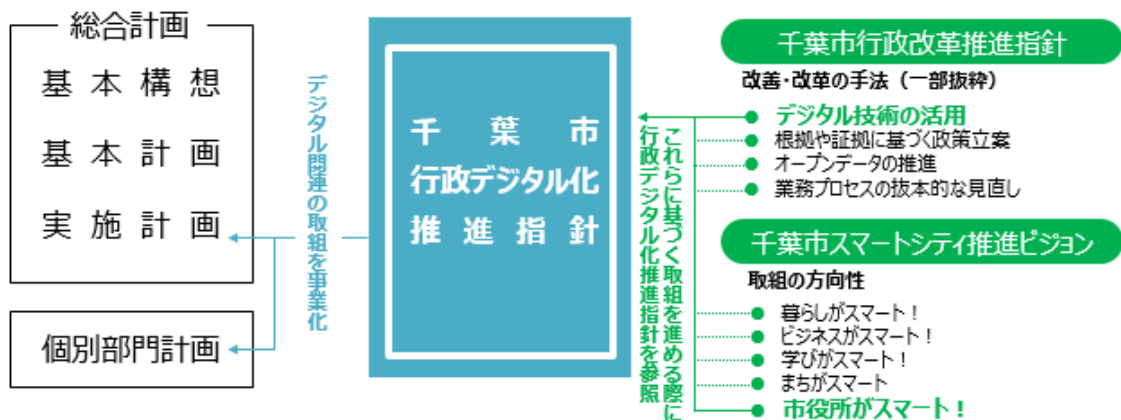 総合計画
基本構想
基本計画
実施計画
個別部門計画
デジタル関連の取組を事業化
千葉市
行政デジタル化
推進指針
これらに基づく取組を進める際に
行政デジタル化推進指針を参照
千葉市行政改革推進指針
改善・改革の手法（一部抜粋）
デジタル技術の活用
根拠や証拠に基づく政策立案
オープンデータの推進
業務プロセスの抜本的な見直し
千葉市スマートシティ推進ビジョン
取組の方向性
暮らしがスマート！
ビジネスがスマート！
学びがスマート！
まちがスマート
市役所がスマート！